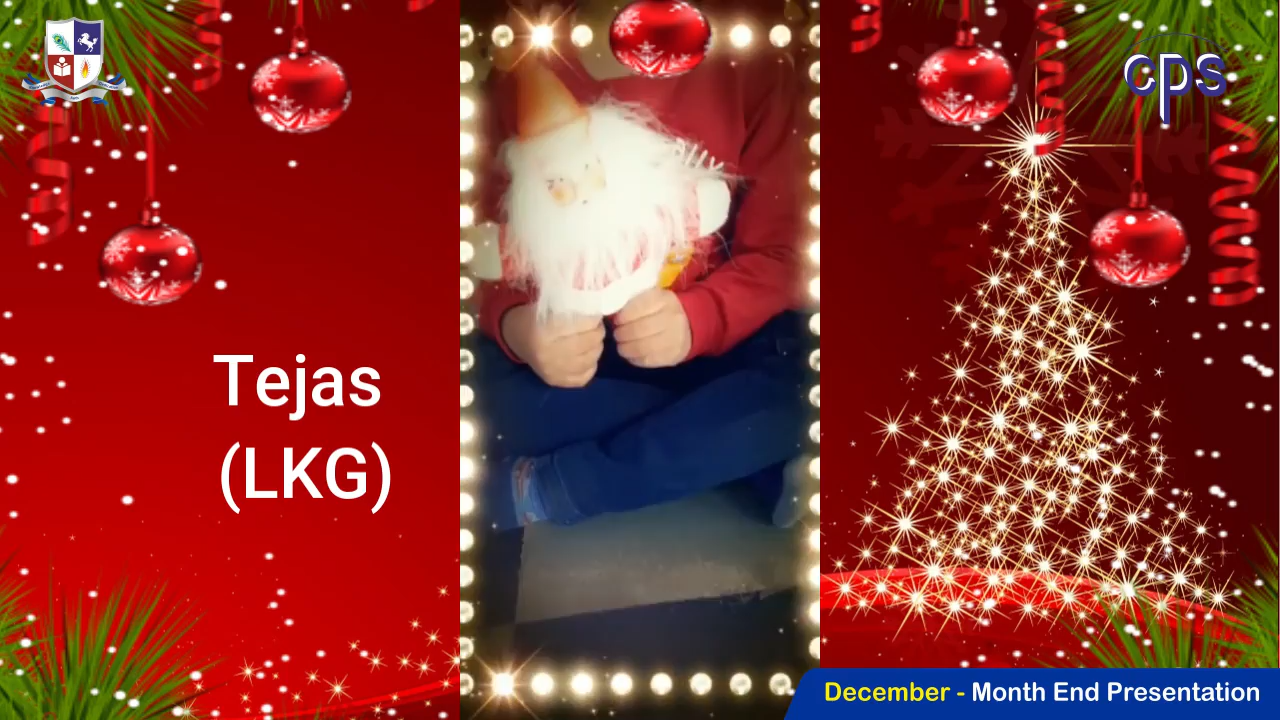 cps
Tejas
(LKG)
December - Month End Presentation